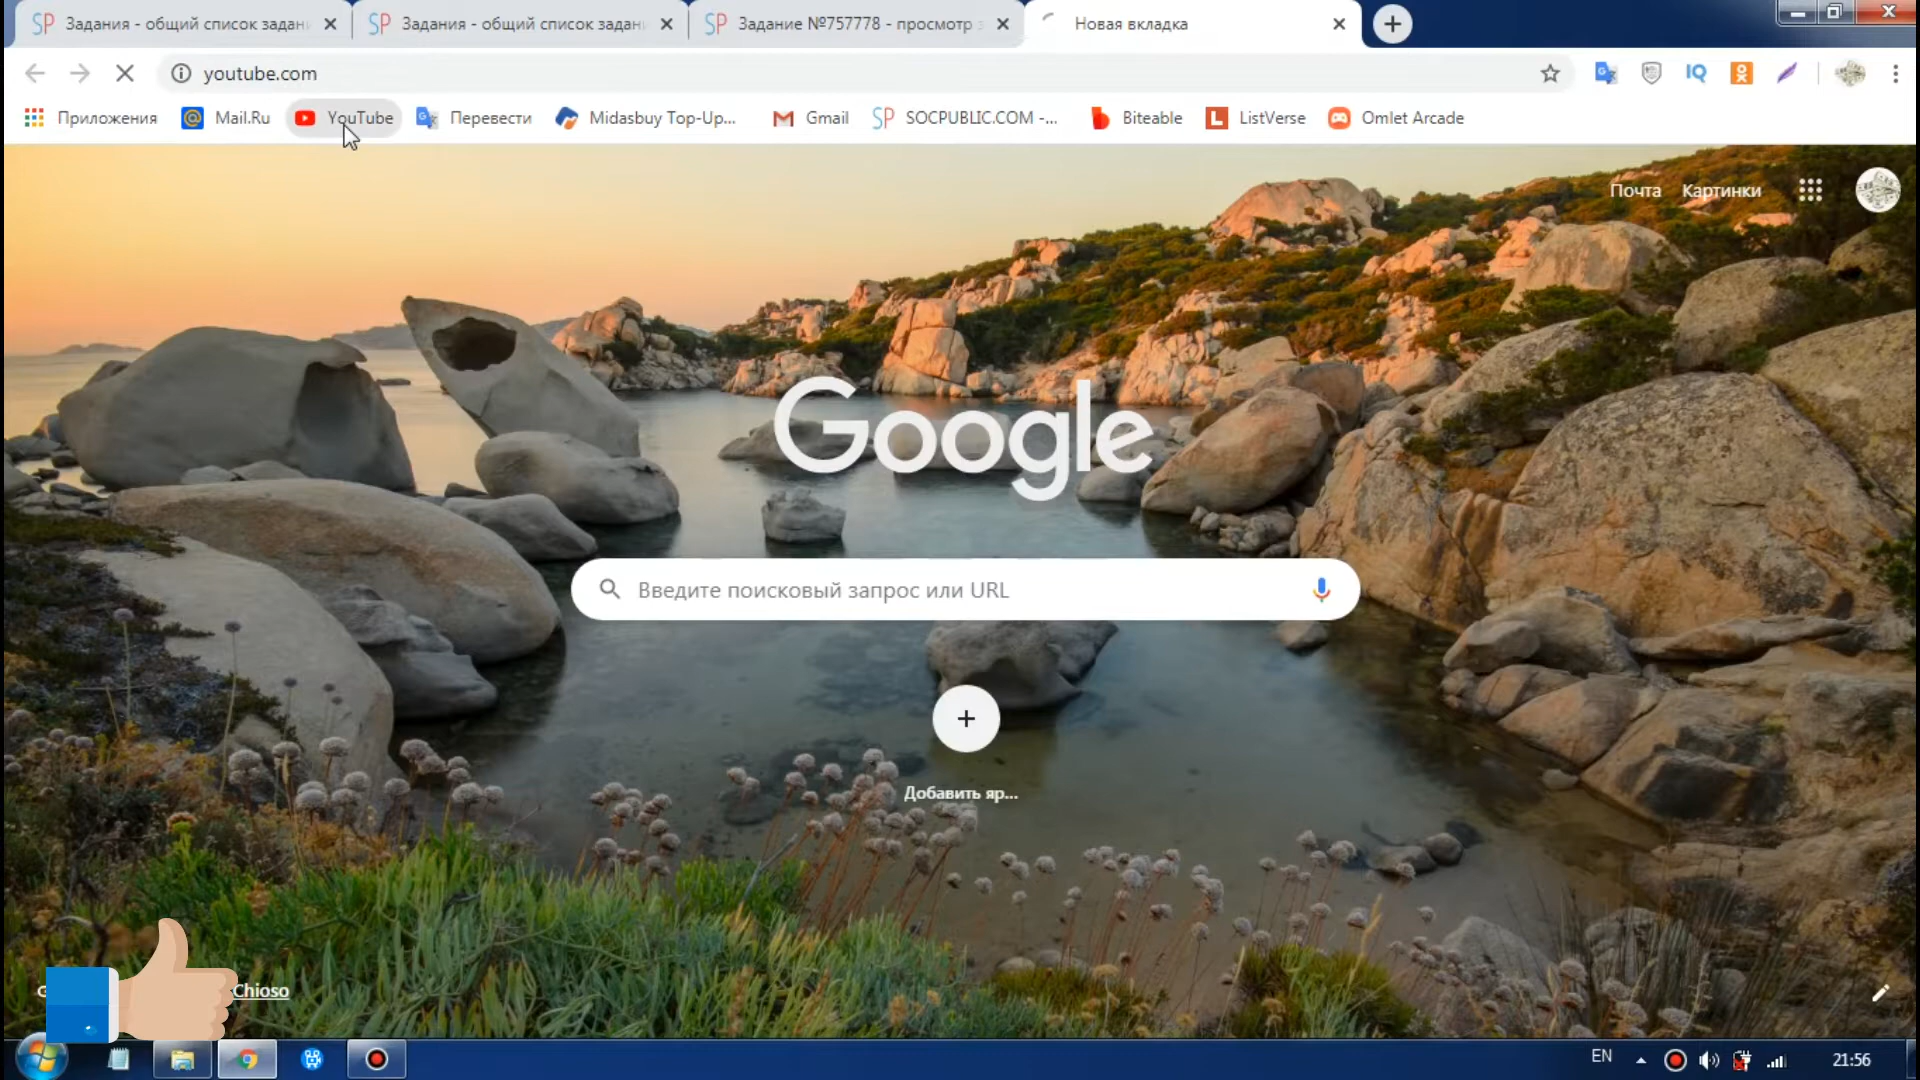 Задания - общий список задани
Задания - общий список задани
Задание №757778 - просмотр з
Новая вкладка
youtube.com
Приложения
Mail.Ru
YouTube
Перевести
Midasbuy Top-Up...
Gmail
SOCPUBLIC.COM -...
Biteable
ListVerse
Omlet Arcade
Почта
Картинки
Google
Введите поисковый запрос или URL
Добавить яр...
Chioso
EN
21:56